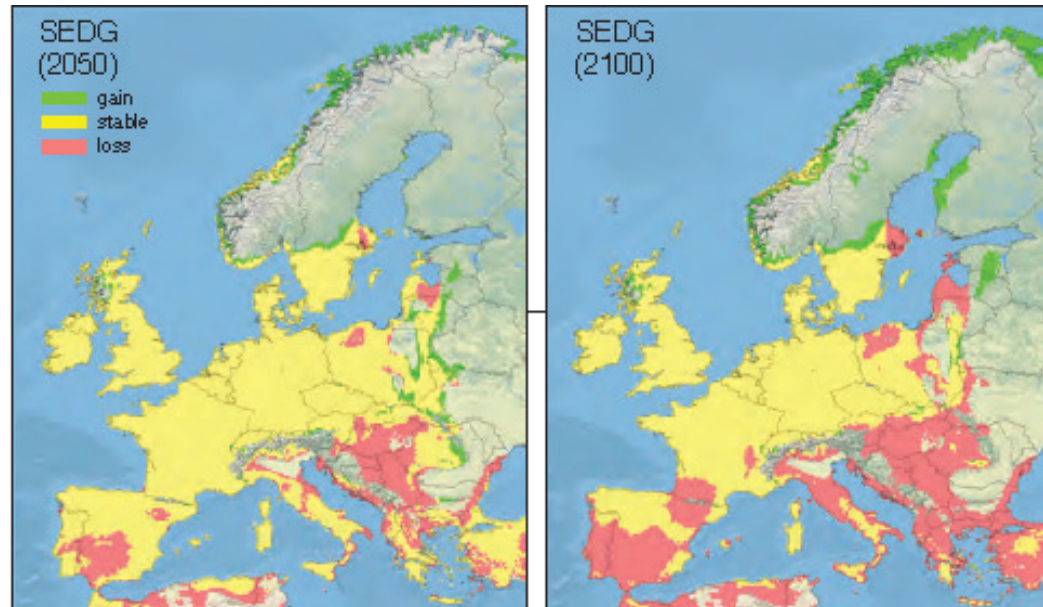 SEDG
(2050)
gain
stable
loss
SEDG
(2100)